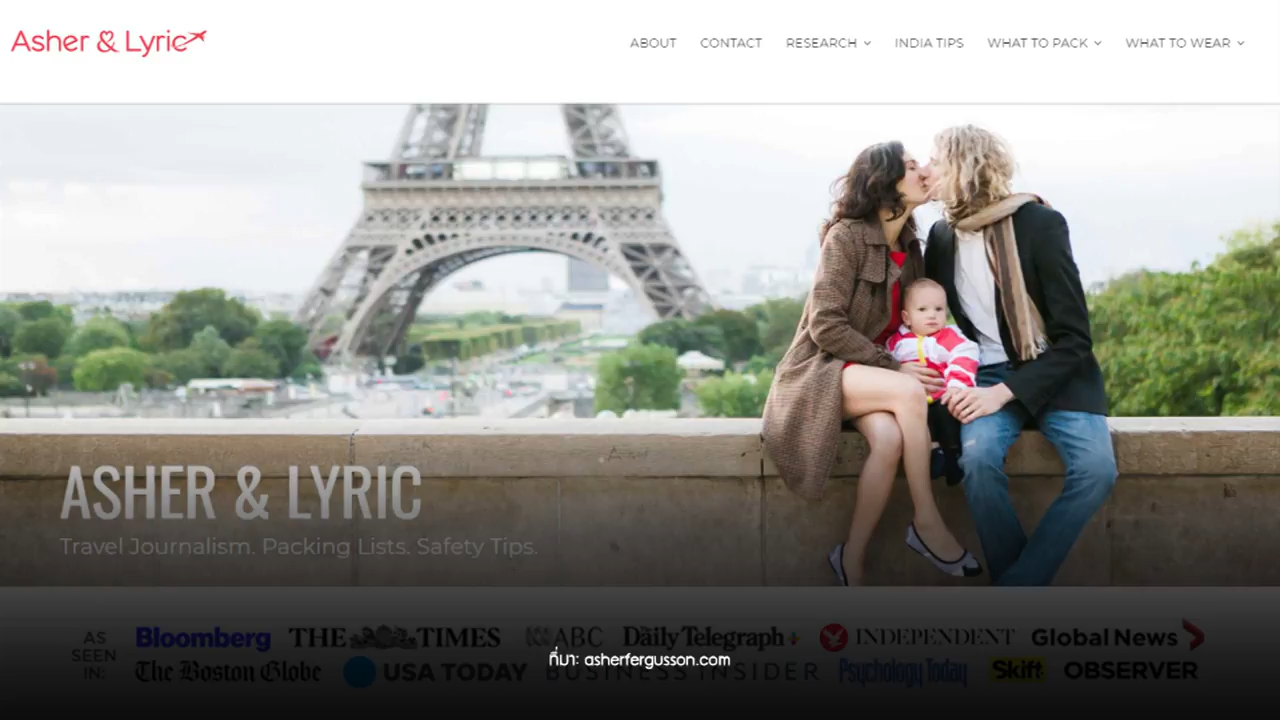 Asher & Lyric
ABOUT CONTACT RESEARCH INDIA TIPS WHAT TO PACK WHAT TO WEAR
ASHER & LYRIC
Travel Journalism. Packing Lists. Safety Tips.
AS SEEN IN:
Bloomberg THE TIMES ABC Daily Telegraph INDEPENDENT Global News
The Boston Globe USA TODAY BUSINESS INSIDER Psychology Today Skift OBSERVER
ที่มา: asherfergusson.com